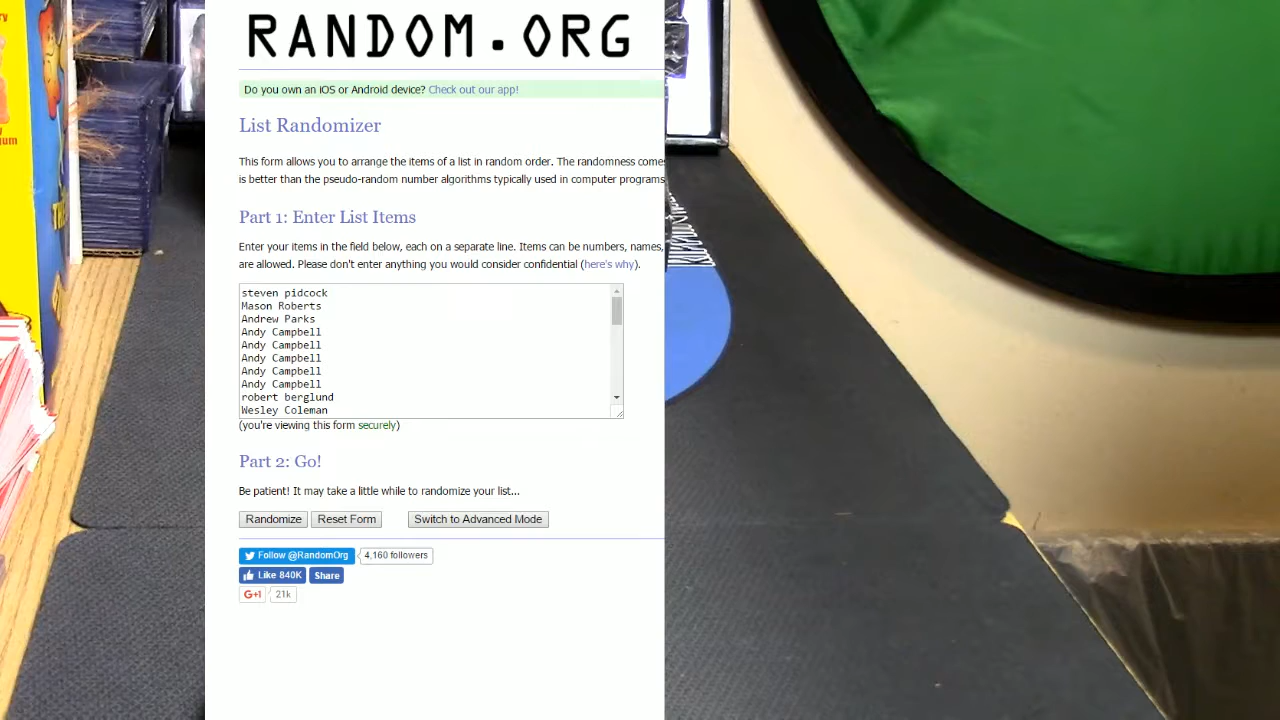 RANDOM.ORG
Do you own an iOS or Android device? Check out our app!
List Randomizer
This form allows you to arrange the items of a list in random order. The randomness comes
is better than the pseudo-random number algorithms typically used in computer programs
Part 1: Enter List Items
Enter your items in the field below, each on a separate line. Items can be numbers, names,
are allowed. Please don't enter anything you would consider confidential (here's why).
steven pidcock
Mason Roberts
Andrew Parks
Andy Campbell
Andy Campbell
Andy Campbell
Andy Campbell
Andy Campbell
robert berglund
Wesley Coleman
(you're viewing this form securely)
Part 2: Go!
Be patient! It may take a little while to randomize your list...
Randomize Reset Form Switch to Advanced Mode
Follow @RandomOrg 4,160 followers
Like 840K Share
G+1 21k